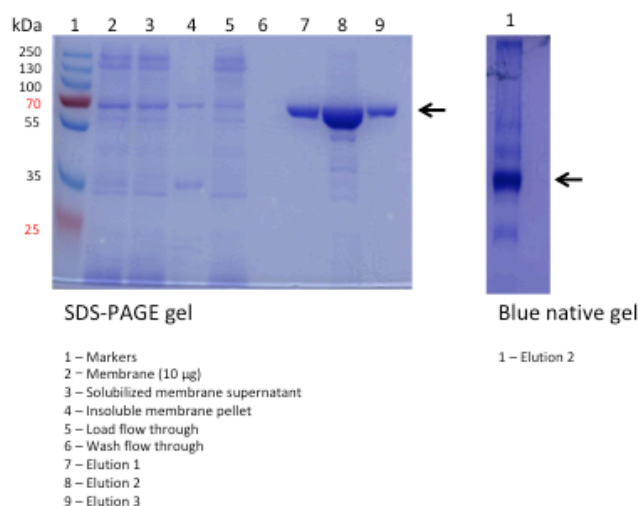 kDa 1 2 3 4 5 6 7 8 9
1
250
130
100
70
55
35
25
SDS-PAGE gel
Blue native gel
1 – Markers
2 – Membrane (10 µg)
3 – Solubilized membrane supernatant
4 – Insoluble membrane pellet
5 – Load flow through
6 – Wash flow through
7 – Elution 1
8 – Elution 2
9 – Elution 3
1 – Elution 2